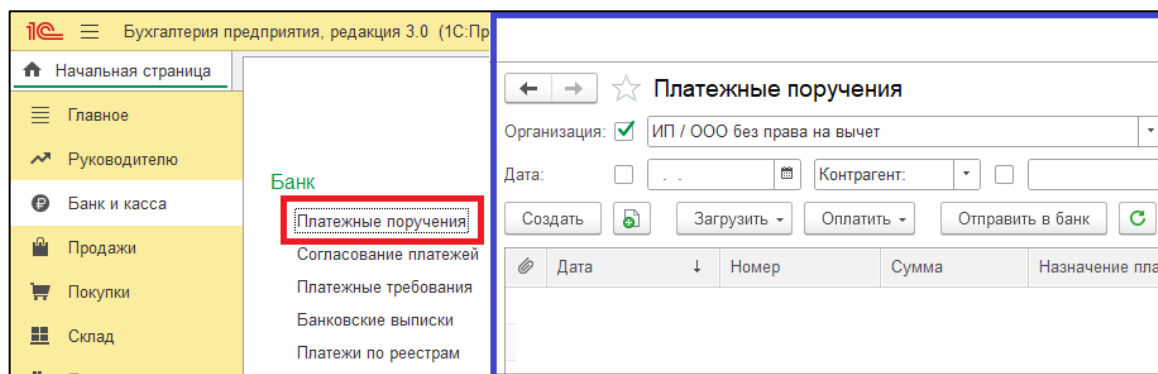 1С Бухгалтерия предприятия, редакция 3.0 (1С:Пр
Начальная страница
Главное
Руководителю
Банк и касса
Продажи
Покупки
Склад
Банк
Платежные поручения
Согласование платежей
Платежные требования
Банковские выписки
Платежи по реестрам
Платежные поручения
Организация: ИП / ООО без права на вычет
Дата: . . Контрагент:
Создать Загрузить Оплатить Отправить в банк
Дата ↓ Номер Сумма Назначение пла